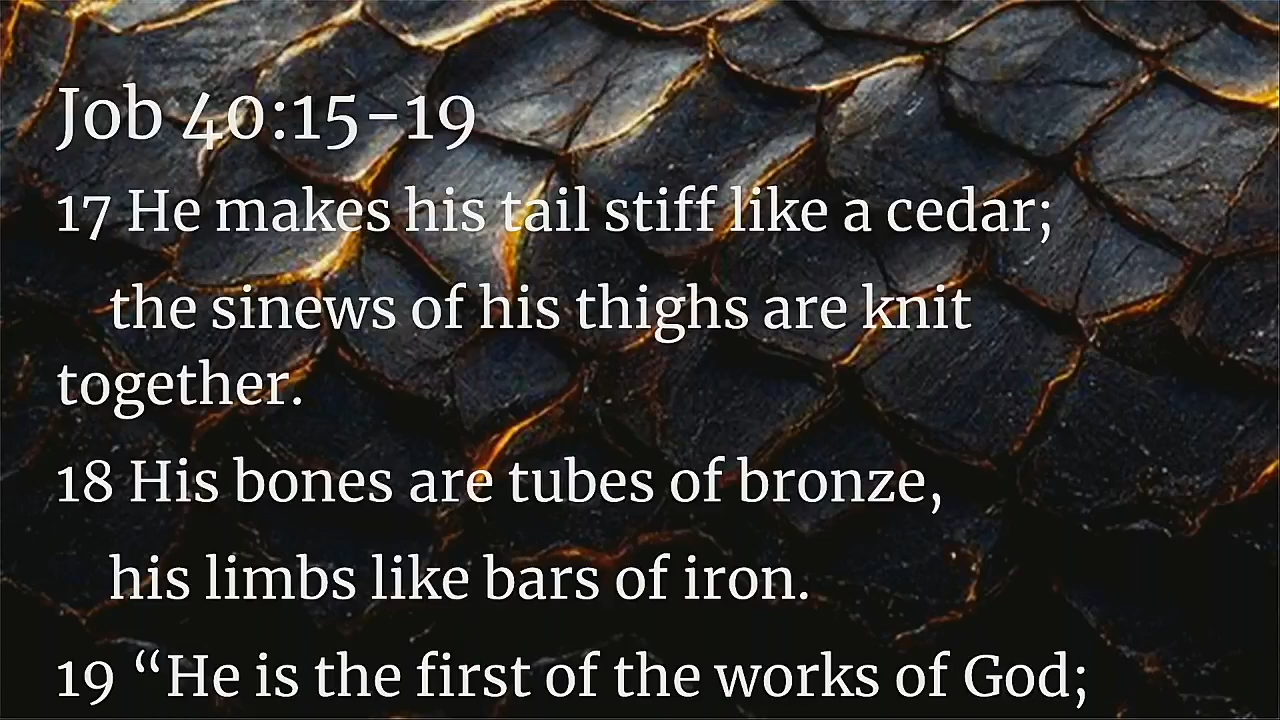 Job 40:15-19
17 He makes his tail stiff like a cedar;
the sinews of his thighs are knit
together.
18 His bones are tubes of bronze,
his limbs like bars of iron.
19 “He is the first of the works of God;